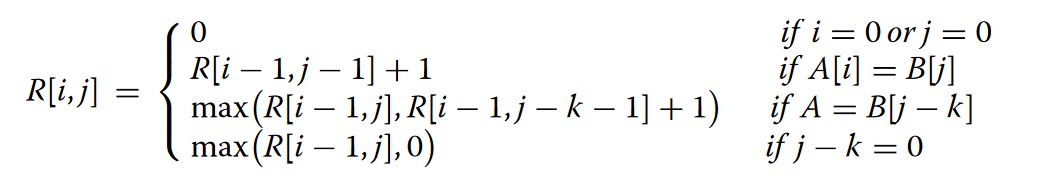 0 if i = 0 or j = 0
R[i − 1, j − 1] + 1 if A[i] = B[j]
R[i, j] = { max(R[i − 1, j], R[i − 1, j − k − 1] + 1) if A = B[j − k]
max(R[i − 1, j], 0) if j − k = 0